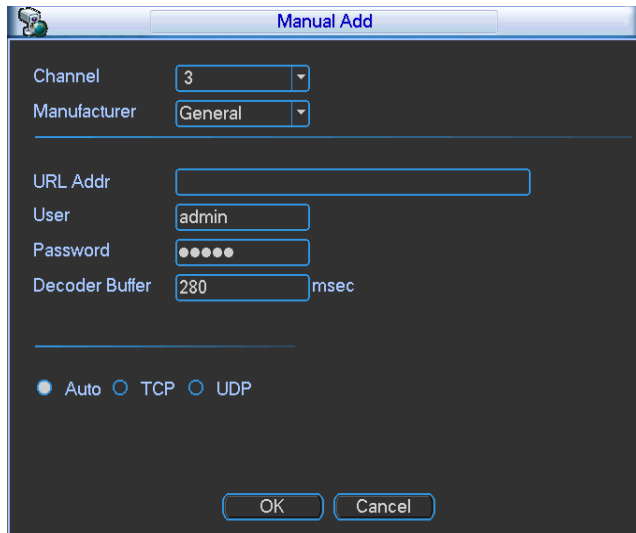 Manual Add
Channel 3
Manufacturer General
URL Addr
User admin
Password ●●●●●
Decoder Buffer 280 msec
Auto TCP UDP
OK Cancel